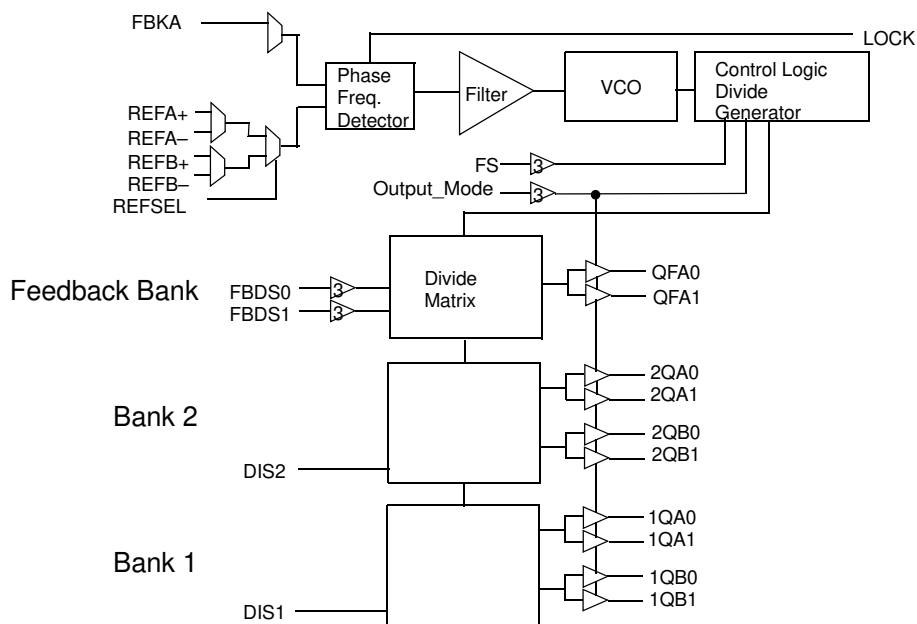 FBKA
LOCK
Phase
Freq.
Detector
Filter
VCO
Control Logic
Divide
Generator
REFA+
REFA–
REFB+
REFB–
REFSEL
FS
3
Output_Mode
3
Feedback Bank
FBDS0
3
FBDS1
3
Divide
Matrix
QFA0
QFA1
Bank 2
2QA0
2QA1
2QB0
2QB1
DIS2
Bank 1
1QA0
1QA1
1QB0
1QB1
DIS1